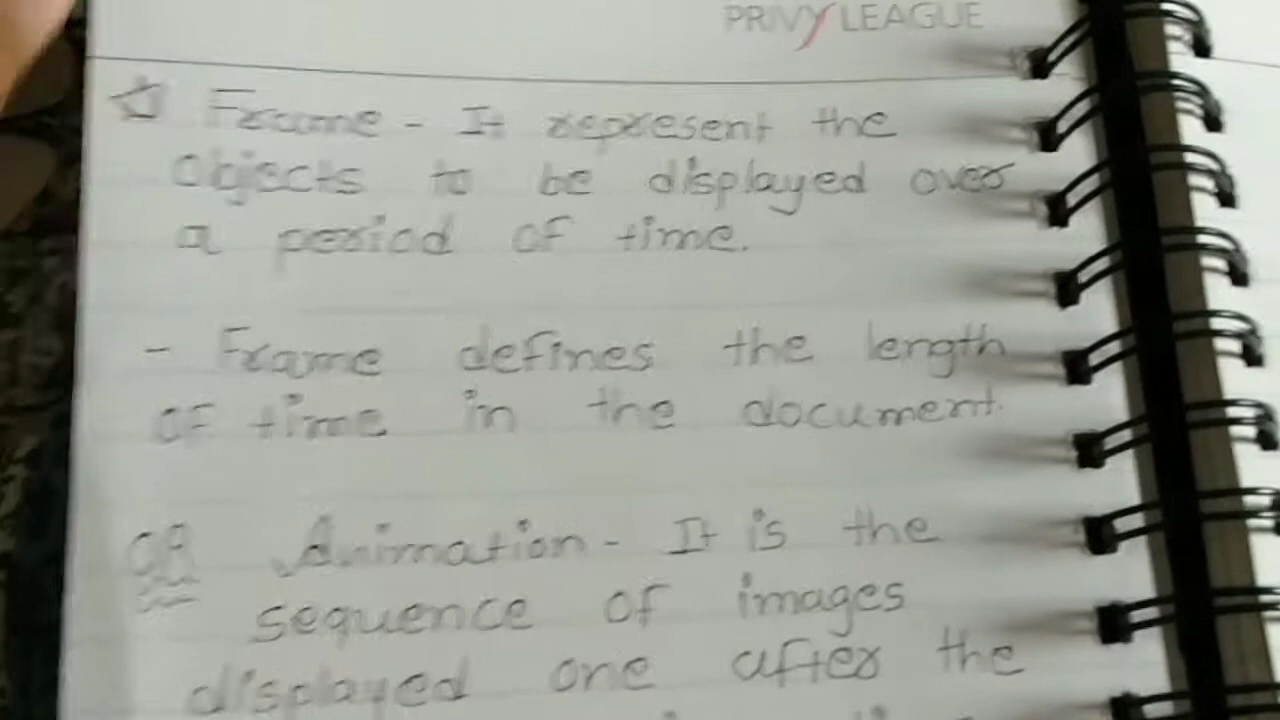 PRIVY LEAGUE
☆ Frame - It represent the
objects to be displayed over
a period of time.
- Frame defines the length
of time in the document.
OR Animation - It is the
sequence of images
displayed one after the